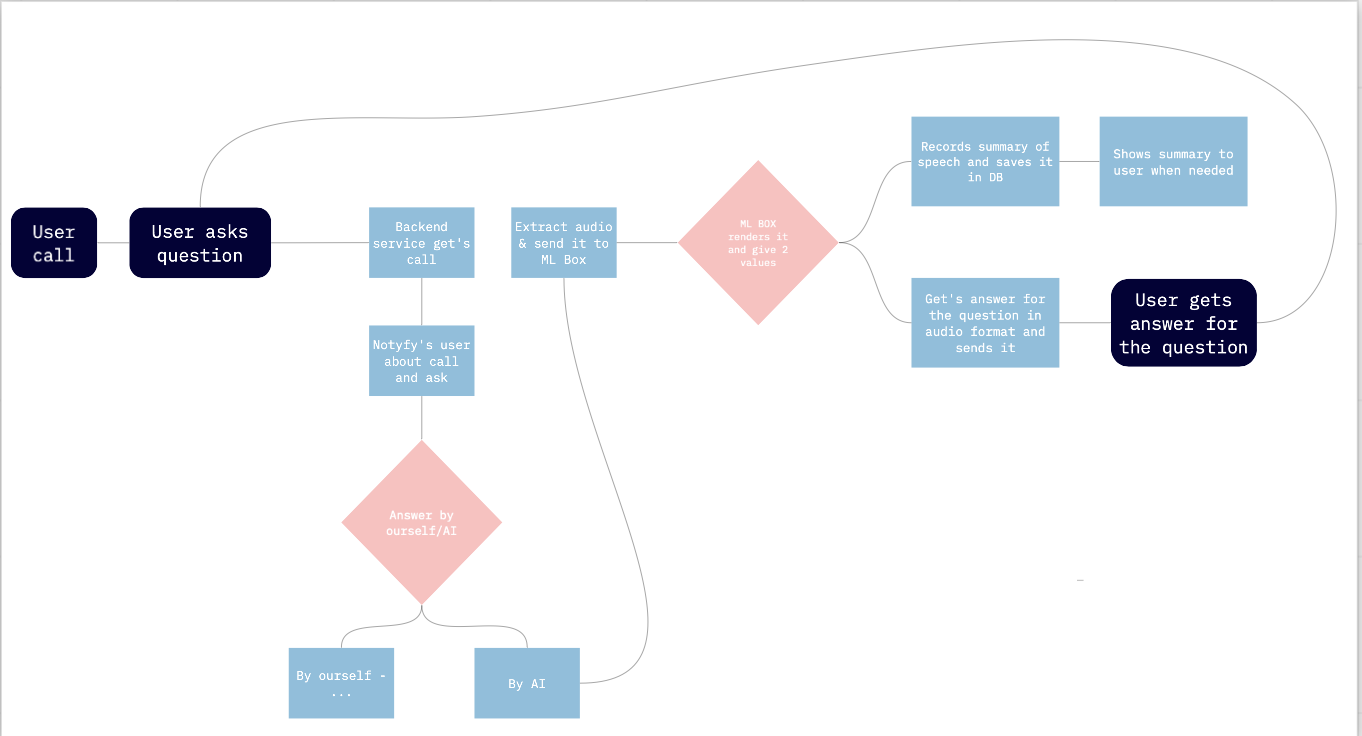 User
call
User asks
question
Backend
service get's
call
Notyfy's user
about call
and ask
Answer by
ourself/AI
By ourself -
...
By AI
Extract audio
& send it to
ML Box
ML BOX
renders it
and give 2
values
Records summary of
speech and saves it
in DB
Shows summary to
user when needed
Get's answer for
the question in
audio format and
sends it
User gets
answer for
the question